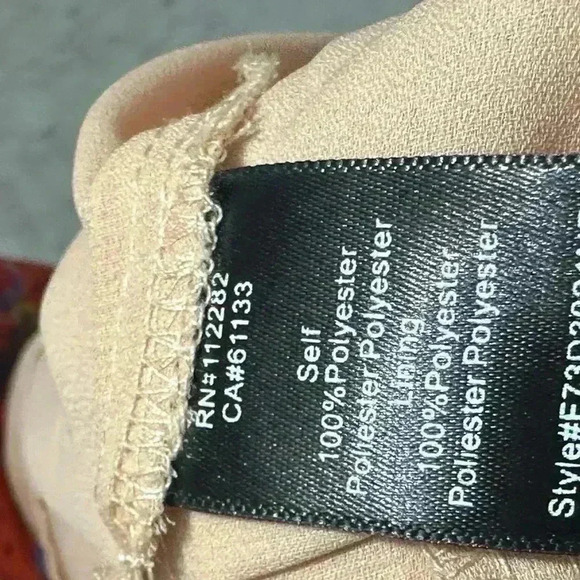 RN#112282
CA#61133
Self
100%Polyester
Poliester Polyester
Lining
100%Polyester
Poliester Polyester